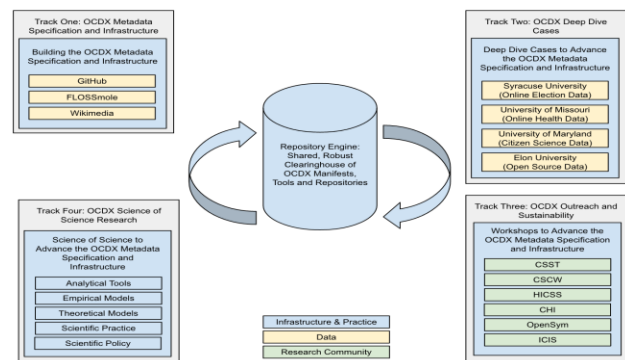 Track One: OCDX Metadata
Specification and Infrastructure
Building the OCDX Metadata
Specification and Infrastructure
GitHub
FLOSSmole
Wikimedia
Track Two: OCDX Deep Dive
Cases
Deep Dive Cases to Advance
the OCDX Metadata
Specification and Infrastructure
Syracuse University
(Online Election Data)
University of Missouri
(Online Health Data)
University of Maryland
(Citizen Science Data)
Elon University
(Open Source Data)
Repository Engine:
Shared, Robust
Clearinghouse of
OCDX Manifests,
Tools and Repositories
Track Four: OCDX Science of
Science Research
Science of Science to
Advance the OCDX Metadata
Specification and
Infrastructure
Analytical Tools
Empirical Models
Theoretical Models
Scientific Practice
Scientific Policy
Track Three: OCDX Outreach and
Sustainability
Workshops to Advance the
OCDX Metadata Specification
and Infrastructure
CSST
CSCW
HICSS
CHI
OpenSym
ICIS
Infrastructure & Practice
Data
Research Community